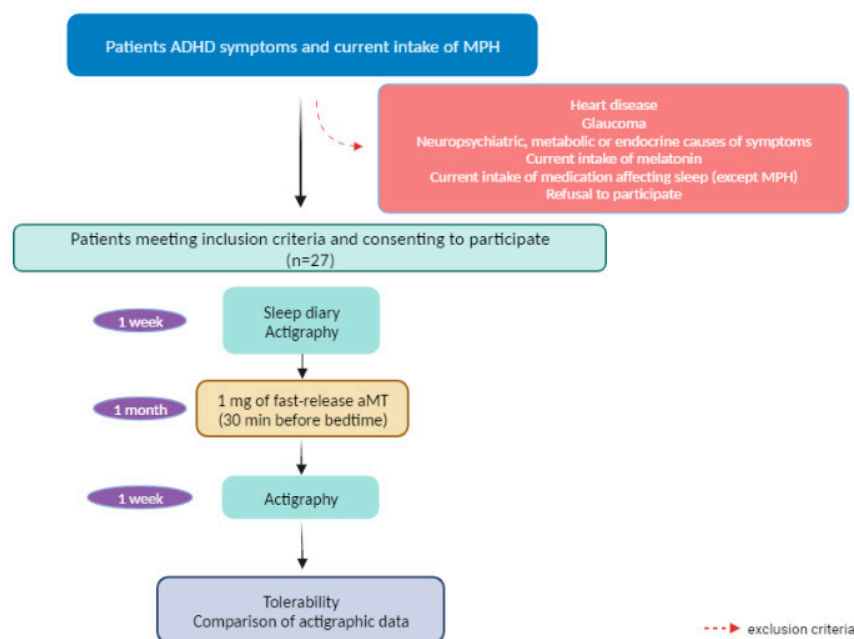 Patients ADHD symptoms and current intake of MPH
Heart disease
Glaucoma
Neuropsychiatric, metabolic or endocrine causes of symptoms
Current intake of melatonin
Current intake of medication affecting sleep (except MPH)
Refusal to participate
Patients meeting inclusion criteria and consenting to participate
(n=27)
1 week
Sleep diary
Actigraphy
1 month
1 mg of fast-release aMT
(30 min before bedtime)
1 week
Actigraphy
Tolerability
Comparison of actigraphic data
exclusion criteria